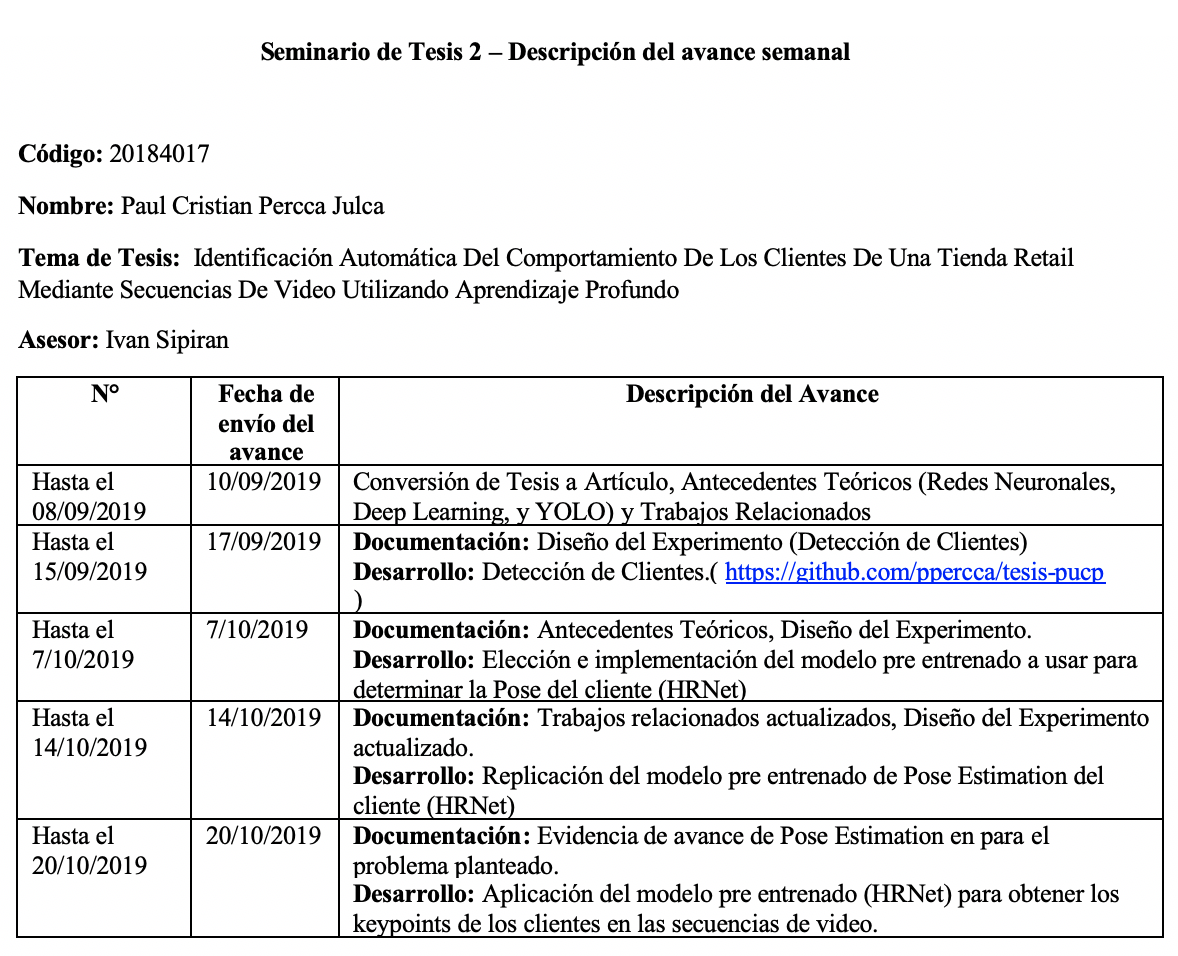 Seminario de Tesis 2 – Descripción del avance semanal
Código: 20184017
Nombre: Paul Cristian Percca Julca
Tema de Tesis: Identificación Automática Del Comportamiento De Los Clientes De Una Tienda Retail
Mediante Secuencias De Video Utilizando Aprendizaje Profundo
Asesor: Ivan Sipiran
N°
Fecha de
envío del
avance
Descripción del Avance
Hasta el
08/09/2019
10/09/2019
Conversión de Tesis a Artículo, Antecedentes Teóricos (Redes Neuronales,
Deep Learning, y YOLO) y Trabajos Relacionados
Hasta el
15/09/2019
17/09/2019
Documentación: Diseño del Experimento (Detección de Clientes)
Desarrollo: Detección de Clientes.( https://github.com/ppercca/tesis-pucp
)
Hasta el
7/10/2019
7/10/2019
Documentación: Antecedentes Teóricos, Diseño del Experimento.
Desarrollo: Elección e implementación del modelo pre entrenado a usar para
determinar la Pose del cliente (HRNet)
Hasta el
14/10/2019
14/10/2019
Documentación: Trabajos relacionados actualizados, Diseño del Experimento
actualizado.
Desarrollo: Replicación del modelo pre entrenado de Pose Estimation del
cliente (HRNet)
Hasta el
20/10/2019
20/10/2019
Documentación: Evidencia de avance de Pose Estimation en para el
problema planteado.
Desarrollo: Aplicación del modelo pre entrenado (HRNet) para obtener los
keypoints de los clientes en las secuencias de video.